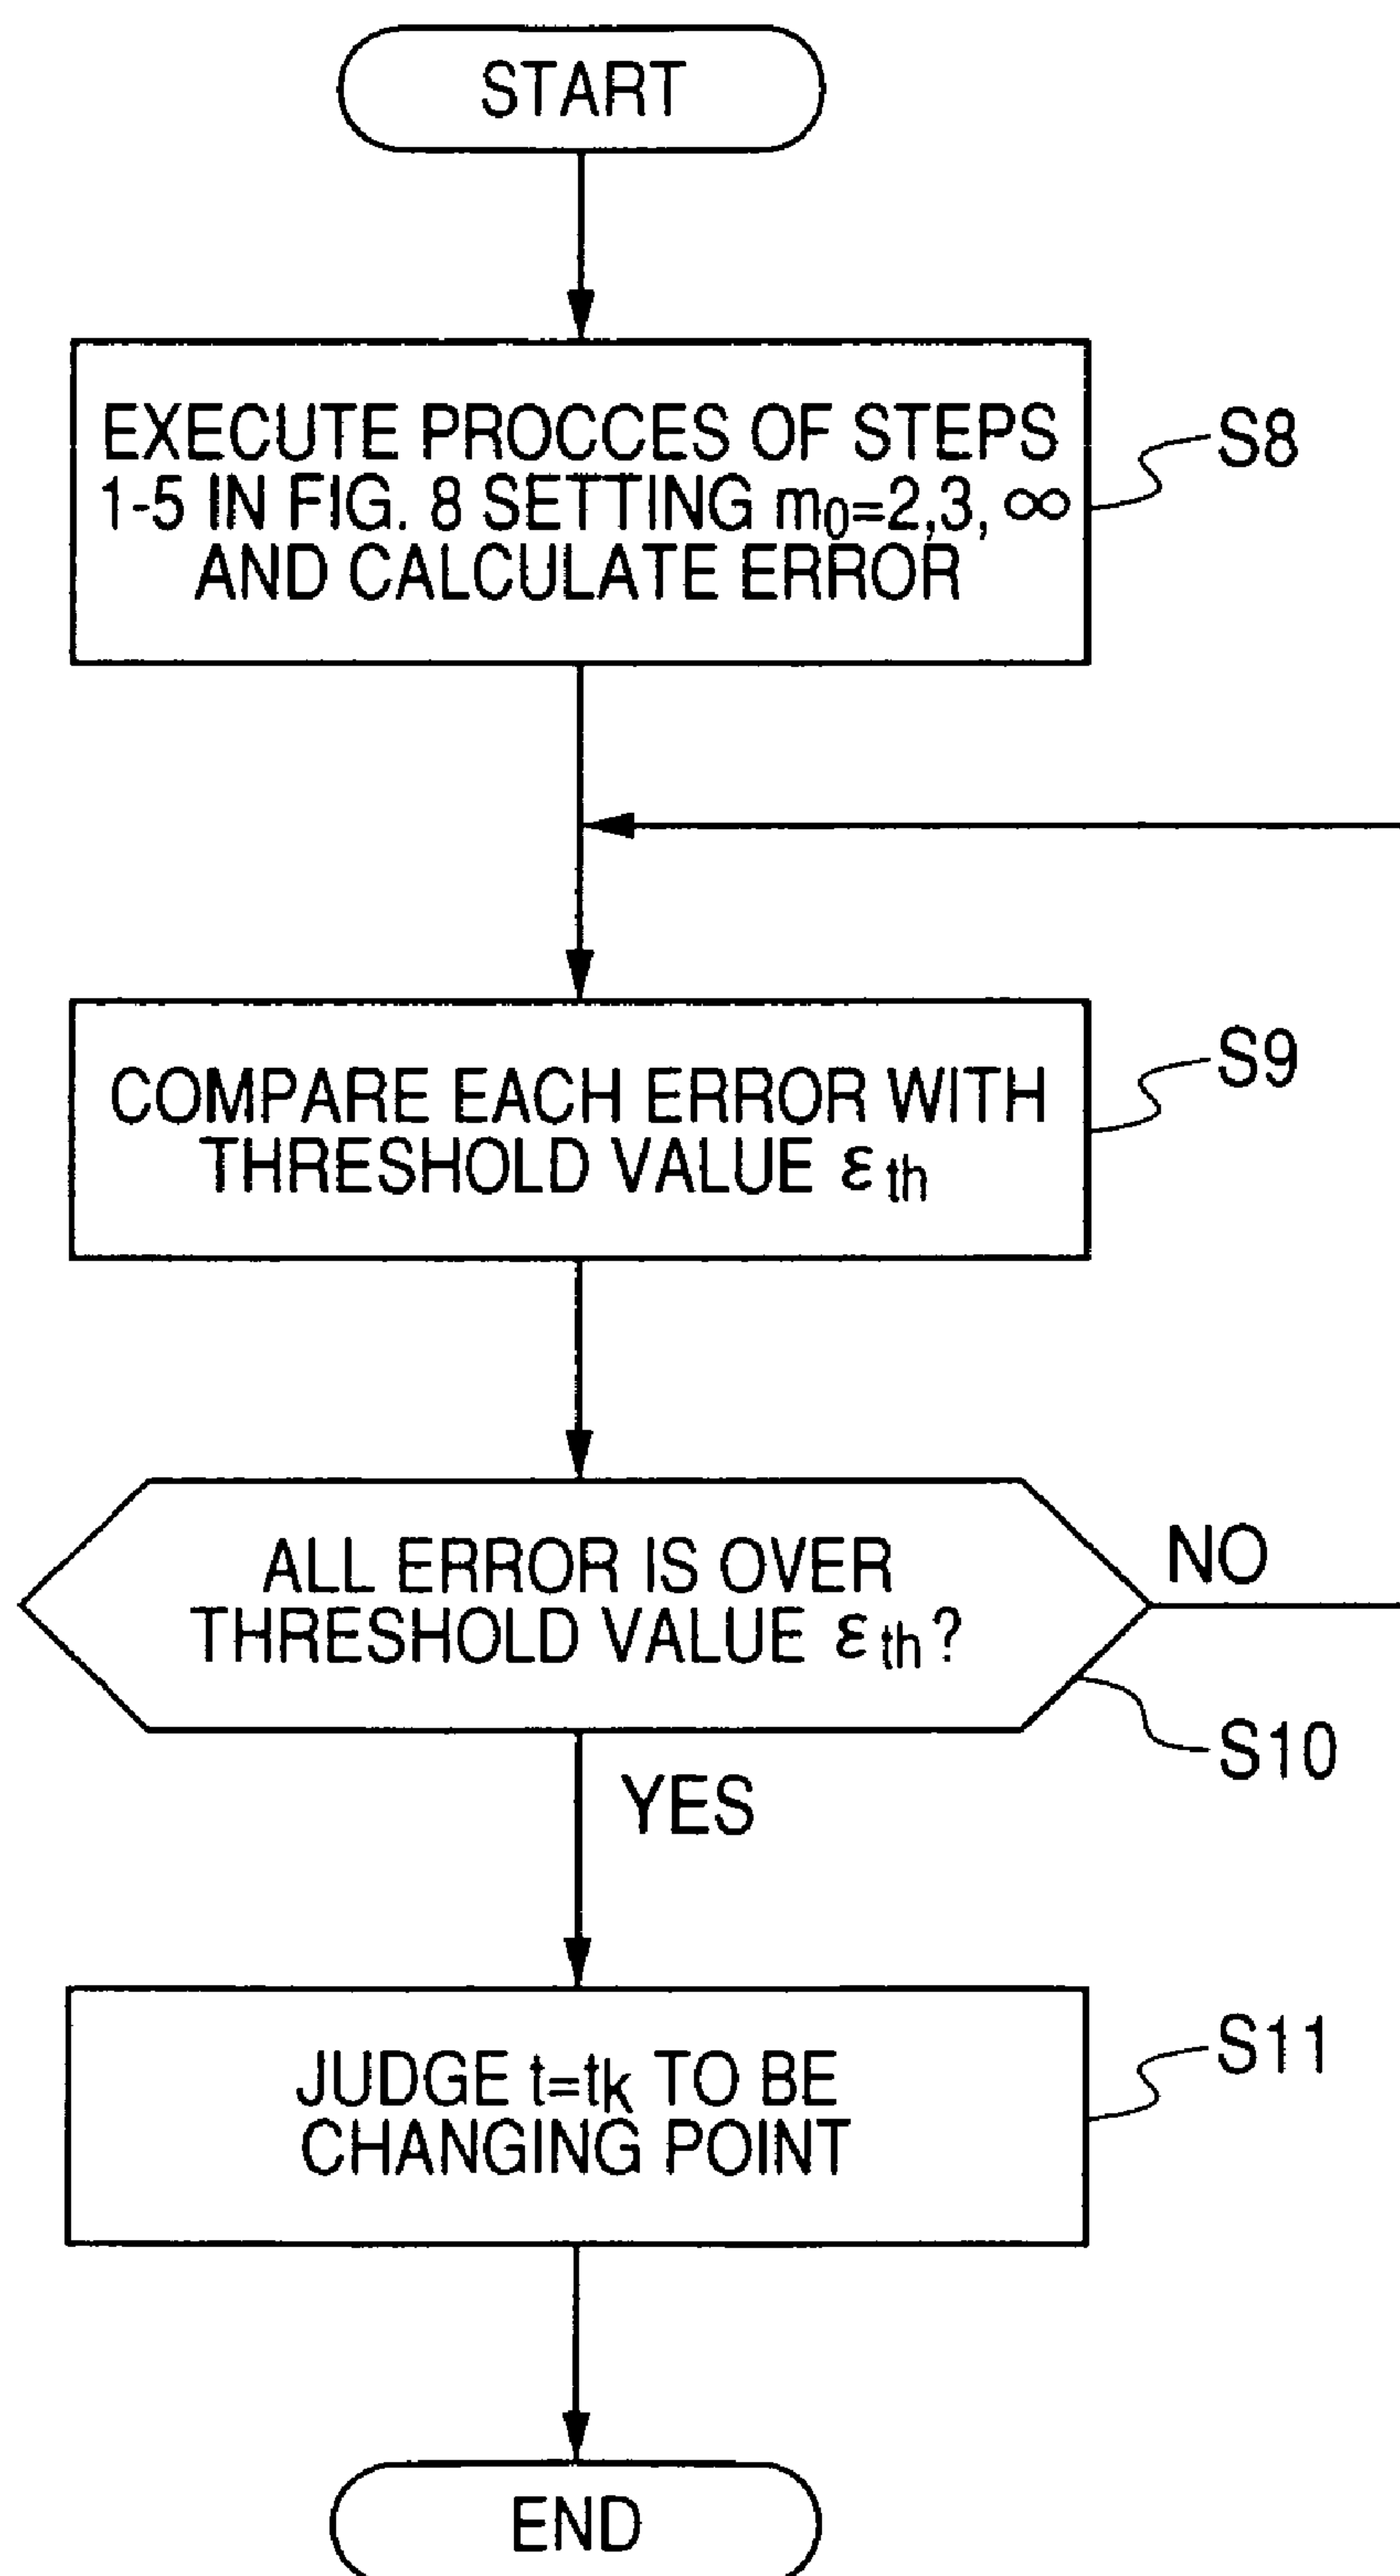 START
EXECUTE PROCCES OF STEPS
1-5 IN FIG. 8 SETTING m₀=2,3, ∞
AND CALCULATE ERROR
S8
COMPARE EACH ERROR WITH
THRESHOLD VALUE ε th
S9
ALL ERROR IS OVER
THRESHOLD VALUE ε th?
NO
S10
YES
JUDGE t=tk TO BE
CHANGING POINT
S11
END